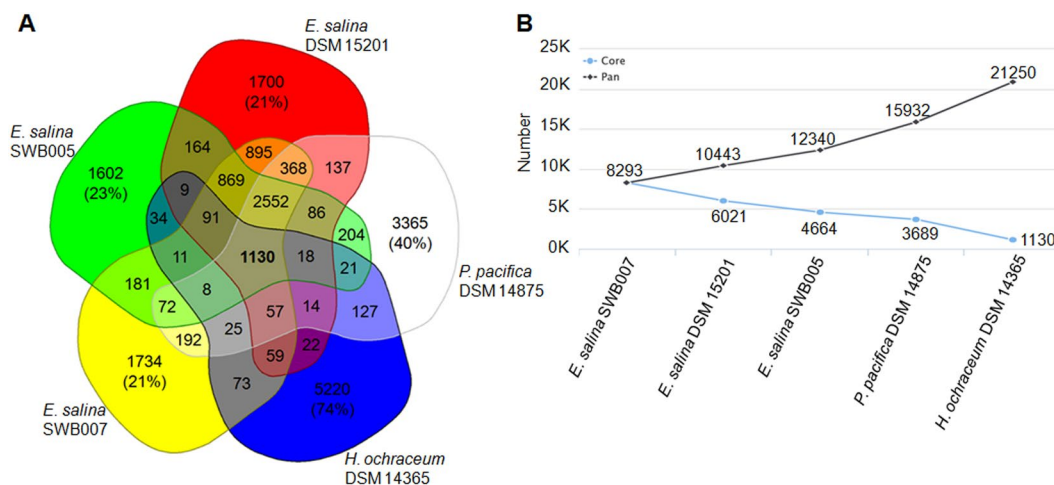 A
E. salina
DSM 15201
1700
(21%)
E. salina
SWB005
1602
(23%)
164
895
368
137
869
9
2552
86
3365
(40%)
34
91
204
11
1130
18
21
P. pacifica
DSM 14875
181
8
72
57
14
127
192
25
59
22
1734
(21%)
73
5220
(74%)
E. salina
SWB007
H. ochraceum
DSM 14365
B
25K
20K
15K
10K
5K
0K
Number
Core
Pan
8293
10443
12340
15932
21250
6021
4664
3689
1130
E. salina SWB007
E. salina DSM 15201
E. salina SWB005
P. pacifica DSM 14875
H. ochraceum DSM 14365